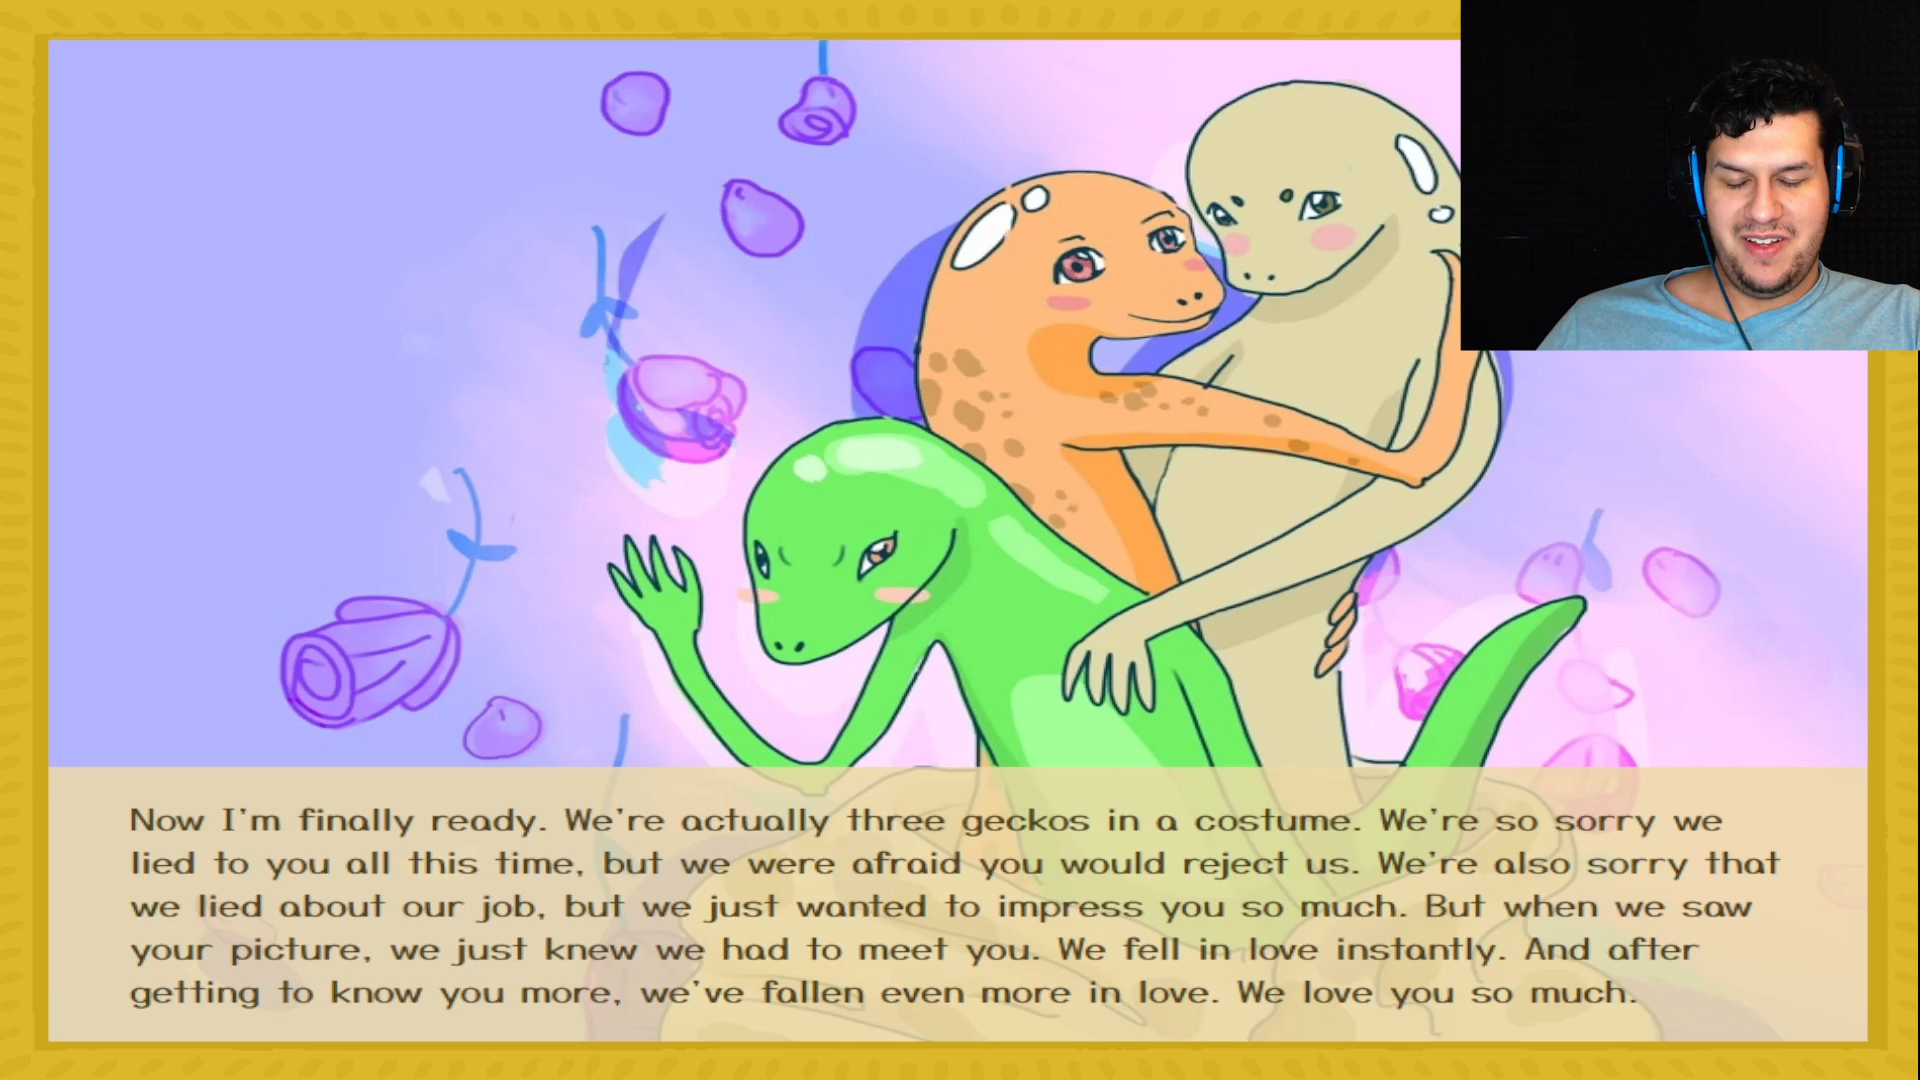 Now I'm finally ready. We're actually three geckos in a costume. We're so sorry we
lied to you all this time, but we were afraid you would reject us. We're also sorry that
we lied about our job, but we just wanted to impress you so much. But when we saw
your picture, we just knew we had to meet you. We fell in love instantly. And after
getting to know you more, we've fallen even more in love. We love you so much.